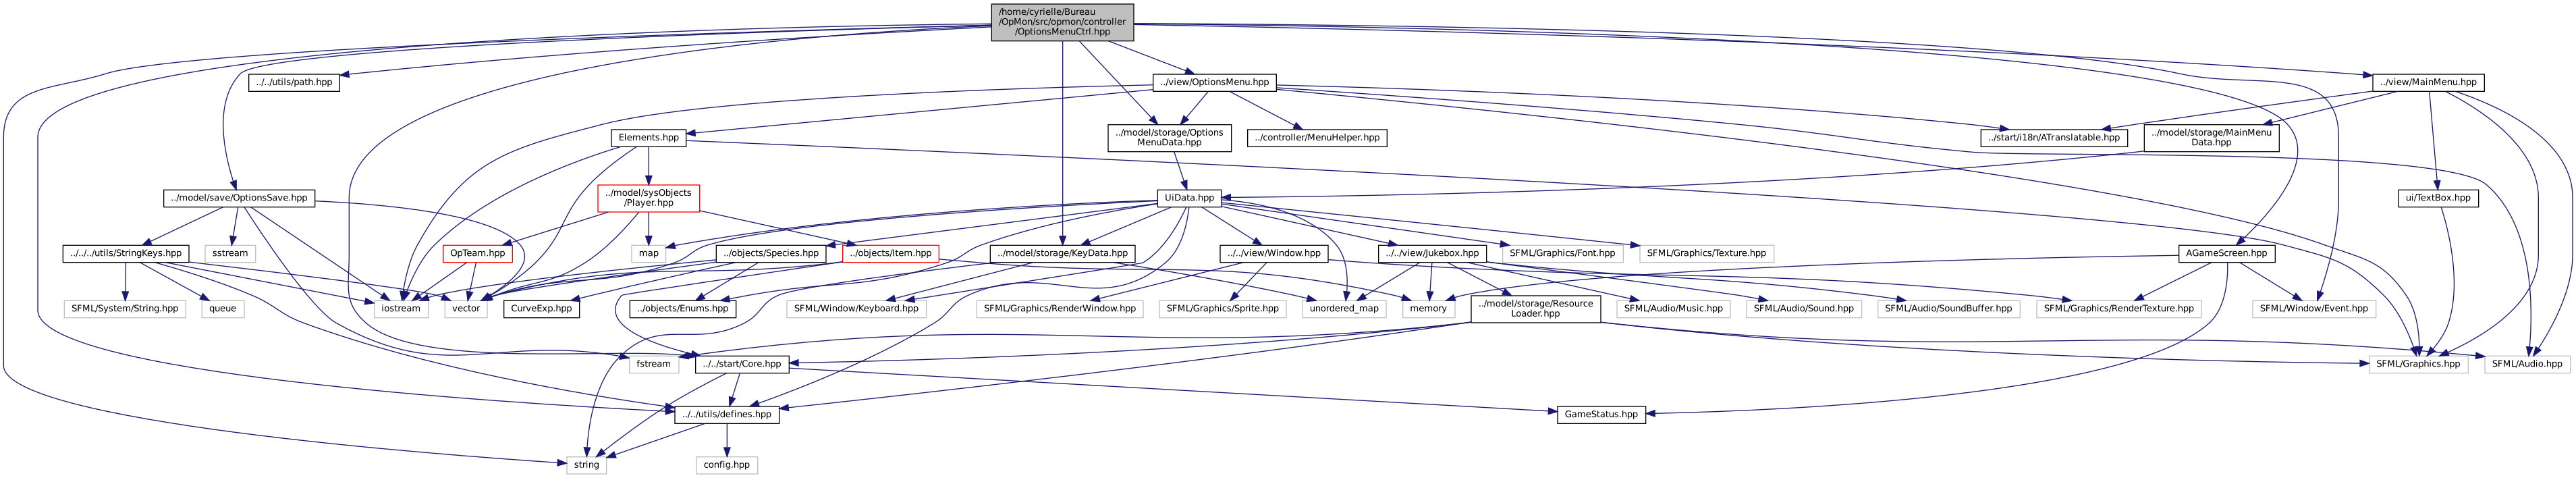 /home/cyrielle/Bureau
/OpMon/src/opmon/controller
/OptionsMenuCtrl.hpp
../../utils/path.hpp
../view/OptionsMenu.hpp
../view/MainMenu.hpp
Elements.hpp
../model/storage/Options
MenuData.hpp
../controller/MenuHelper.hpp
../start/i18n/ATranslatable.hpp
../model/storage/MainMenu
Data.hpp
../model/save/OptionsSave.hpp
../model/sysObjects
/Player.hpp
UiData.hpp
ui/TextBox.hpp
../../../utils/StringKeys.hpp
sstream
OpTeam.hpp
map
../objects/Species.hpp
../objects/Item.hpp
../model/storage/KeyData.hpp
../../view/Window.hpp
../../view/Jukebox.hpp
SFML/Graphics/Font.hpp
SFML/Graphics/Texture.hpp
AGameScreen.hpp
SFML/System/String.hpp
queue
iostream
vector
CurveExp.hpp
../objects/Enums.hpp
SFML/Window/Keyboard.hpp
SFML/Graphics/RenderWindow.hpp
SFML/Graphics/Sprite.hpp
unordered_map
memory
../model/storage/Resource
Loader.hpp
SFML/Audio/Music.hpp
SFML/Audio/Sound.hpp
SFML/Audio/SoundBuffer.hpp
SFML/Graphics/RenderTexture.hpp
SFML/Window/Event.hpp
fstream
../../start/Core.hpp
SFML/Graphics.hpp
SFML/Audio.hpp
../../utils/defines.hpp
GameStatus.hpp
string
config.hpp